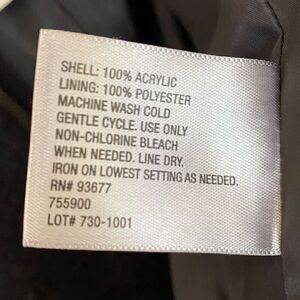 SHELL: 100% ACRYLIC
LINING: 100% POLYESTER
MACHINE WASH COLD
GENTLE CYCLE. USE ONLY
NON-CHLORINE BLEACH
WHEN NEEDED. LINE DRY.
IRON ON LOWEST SETTING AS NEEDED.
RN# 93677
755900
LOT# 730-1001